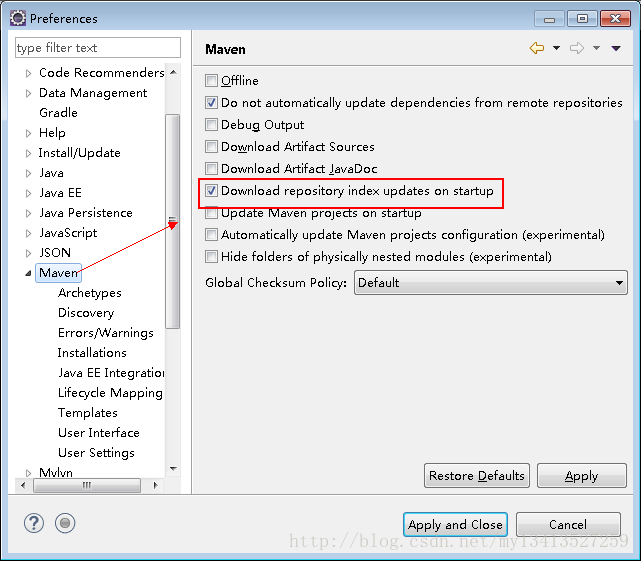 Preferences
type filter text
Code Recommenders
Data Management
Gradle
Help
Install/Update
Java
Java EE
Java Persistence
JavaScript
JSON
Maven
Archetypes
Discovery
Errors/Warnings
Installations
Java EE Integration
Lifecycle Mapping
Templates
User Interface
User Settings
Mylyn
Maven
Offline
Do not automatically update dependencies from remote repositories
Debug Output
Download Artifact Sources
Download Artifact JavaDoc
Download repository index updates on startup
Update Maven projects on startup
Automatically update Maven projects configuration (experimental)
Hide folders of physically nested modules (experimental)
Global Checksum Policy: Default
Restore Defaults Apply
Apply and Close Cancel
http://blog.csdn.net/my13413527259